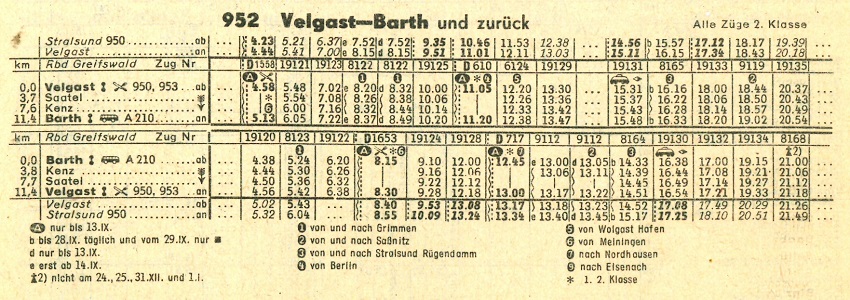 952 Velgast—Barth und zurück Alle Züge 2. Klasse
Stralsund 950 ab ... 4.23 5.21 6.37 e 7.52 d 7.52 9.35 10.46 11.53 12.38 ... 14.56 b 15.57 17.12 18.17 19.39 ...
Velgast an ... 4.44 5.41 7.00 8.15 d 8.15 9.51 11.01 12.11 13.03 ... 15.11 16.15 17.34 18.43 20.18 ...
km Rbd Greifswald Zug Nr D 1558 19121 19123 8122 8122 19125 D 610 6124 19129 19131 8165 19133 9119 19135
0,0 Velgast 950, 953 ab ... 4.58 5.48 7.02 e 8.20 d 8.32 10.00 11.05 12.20 13.30 ... 15.31 b 16.16 18.00 18.44 20.37
3,7 Saatel ... * 5.54 7.08 8.26 8.38 10.06 12.26 13.36 ... 15.37 16.22 18.06 18.50 20.43 ...
7,6 Kenz ... 6 6.00 7.15 8.32 8.44 10.14 12.33 13.42 ... 15.43 16.28 18.14 18.57 20.49 ...
11,4 Barth A 210 an ... 5.13 6.05 7.22 8.37 d 8.49 10.19 11.20 12.38 13.47 ... 15.48 16.33 b 18.20 19.02 20.54 ...
km Rbd Greifswald Zug Nr 19120 8123 19122 D 1653 19124 19128 D 717 9112 9112 8164 19130 19132 19134 8168
0,0 Barth A 210 ab ... 4.38 5.24 6.20 8.15 9.10 12.00 12.45 e 13.00 d 13.05 b 14.33 16.38 17.00 19.15 21.00
3,8 Kenz ... 4.44 5.30 6.26 9.16 12.06 13.06 13.11 14.39 16.44 17.08 19.21 21.06
7,7 Saatel ... 4.50 5.36 6.32 9.22 12.12 14.45 16.49 17.14 19.27 21.12
11,4 Velgast 950, 953 an ... 4.56 5.42 6.38 8.30 9.28 12.18 13.00 13.17 13.22 14.51 16.54 17.21 19.33 21.18
Velgast ab ... 5.02 5.43 ... 8.40 9.53 13.08 13.17 13.18 13.23 14.52 17.08 17.49 20.29 21.26
Stralsund 950 an ... 5.32 6.04 ... 8.55 10.09 13.24 13.34 e 13.40 d 13.45 b 15.17 17.25 18.10 20.51 21.49
A nur bis 13.IX.
b bis 28.IX. täglich und vom 29.IX. nur ■
d nur bis 13.IX.
e erst ab 14.IX.
2) nicht am 24., 25., 31.XII. und 1.I.
1 von und nach Grimmen
2 von und nach Saßnitz
3 von und nach Stralsund Rügendamm
4 von Berlin
5 von Wolgast Hafen
6 von Meiningen
7 nach Nordhausen
9 nach Eisenach
* 1. 2. Klasse